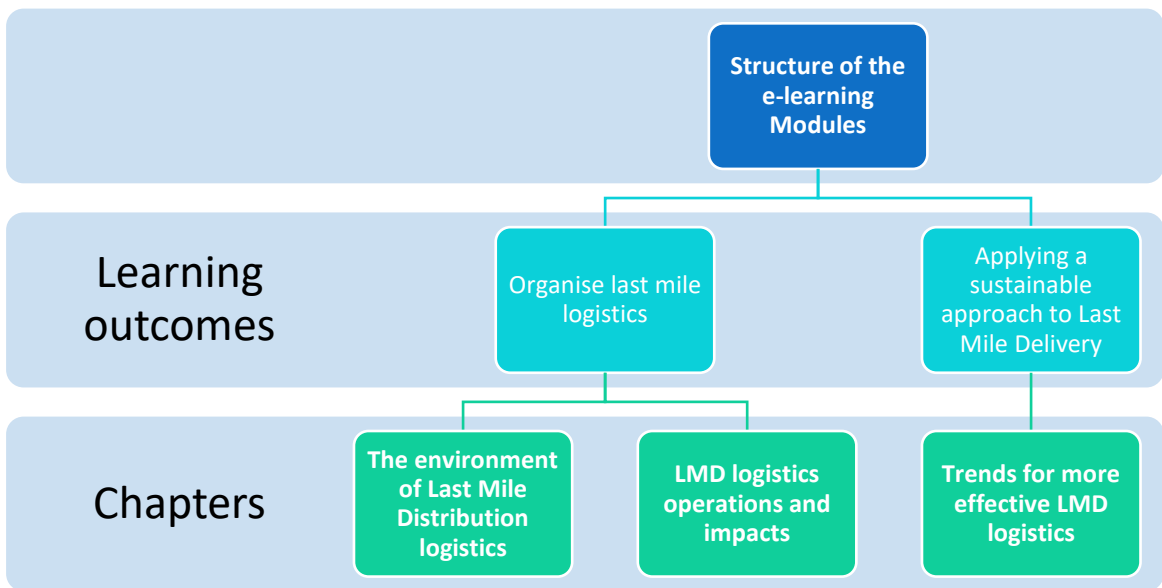 Structure of the
e-learning
Modules
Learning
outcomes
Organise last mile
logistics
Applying a
sustainable
approach to Last
Mile Delivery
Chapters
The environment
of Last Mile
Distribution
logistics
LMD logistics
operations and
impacts
Trends for more
effective LMD
logistics